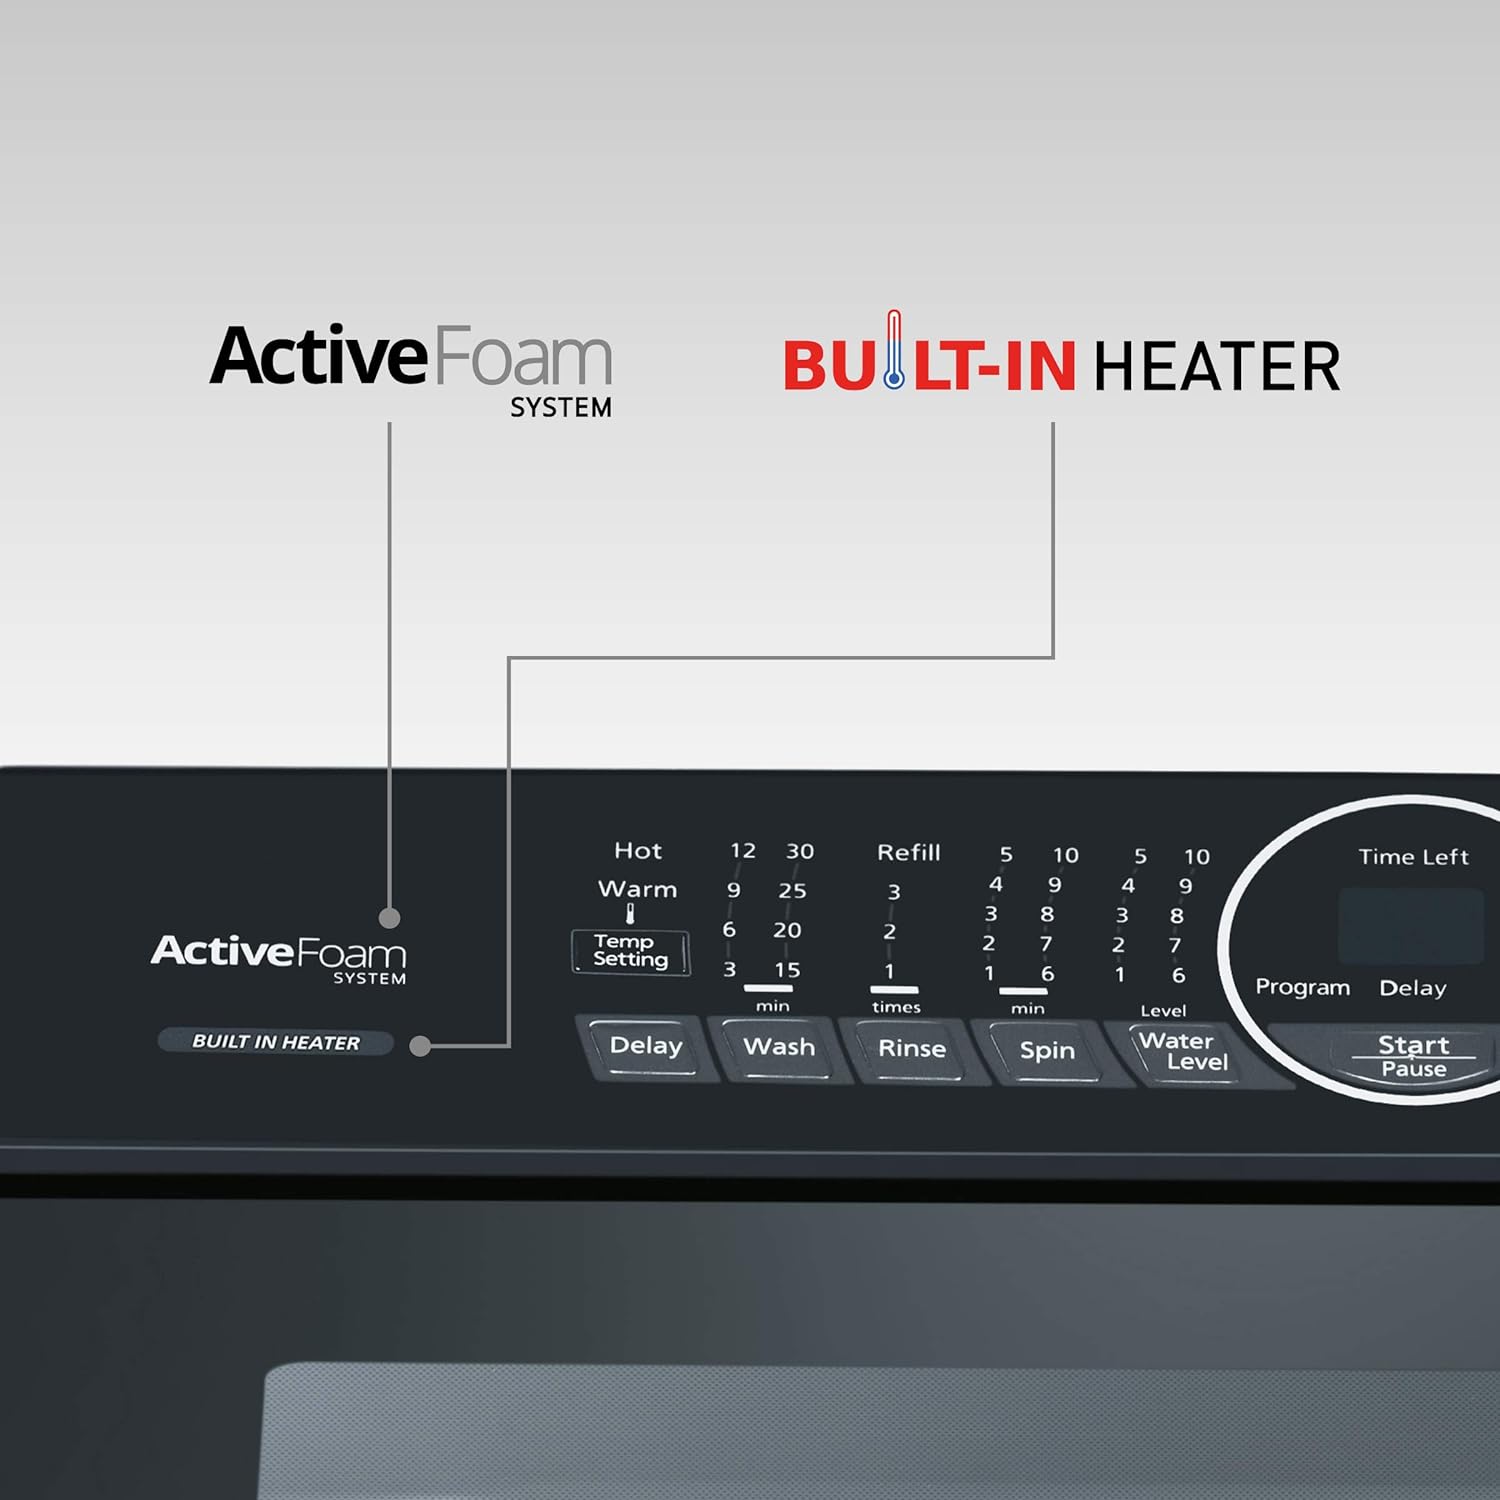 ActiveFoam
SYSTEM
BUILT-IN HEATER
ActiveFoam
SYSTEM
BUILT IN HEATER
Hot
Warm
Temp
Setting
12 30
9 25
6 20
3 15
min
Refill
3
2
1
times
5 10
4 9
3 8
2 7
1 6
min
5 10
4 9
3 8
2 7
1 6
Level
Delay
Wash
Rinse
Spin
Water
Level
Time Left
Program Delay
Start
Pause